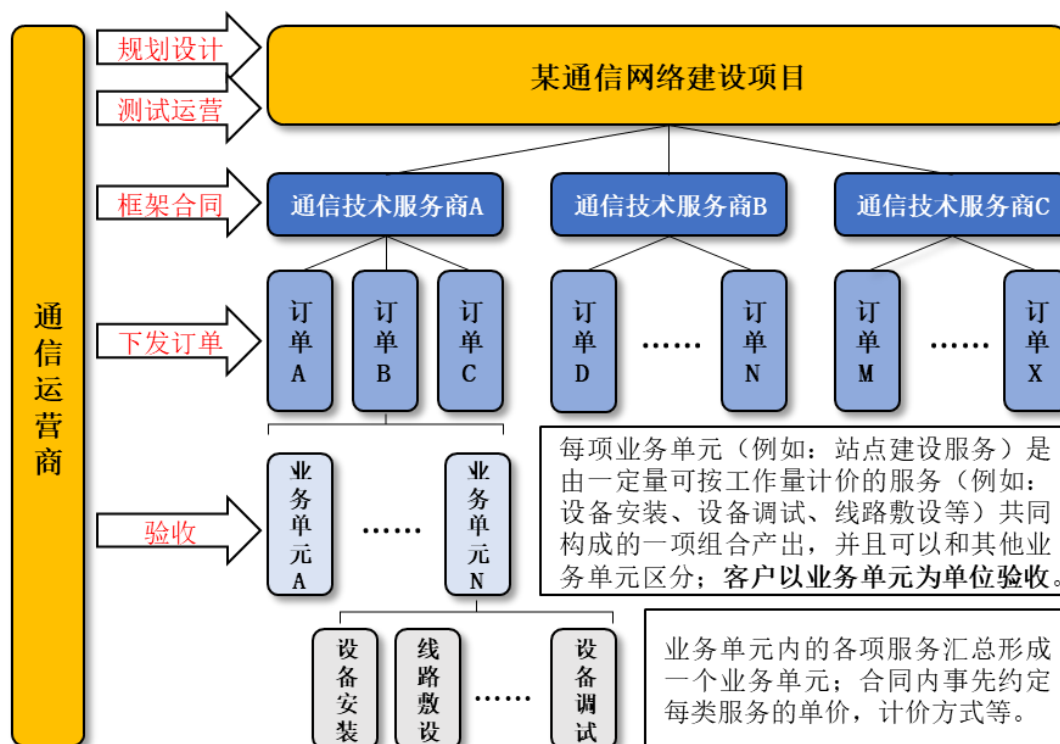 通信运营商
规划设计
测试运营
某通信网络建设项目
框架合同
通信技术服务商A
通信技术服务商B
通信技术服务商C
下发订单
订单A
订单B
订单C
订单D
……
订单N
订单M
……
订单X
验收
业务单元A
……
业务单元N
每项业务单元（例如：站点建设服务）是
由一定量可按工作量计价的服务（例如：
设备安装、设备调试、线路敷设等）共同
构成的一项组合产出，并且可以和其他业
务单元区分；客户以业务单元为单位验收。
设备安装
线路敷设
……
设备调试
业务单元内的各项服务汇总形成
一个业务单元；合同内事先约定
每类服务的单价，计价方式等。